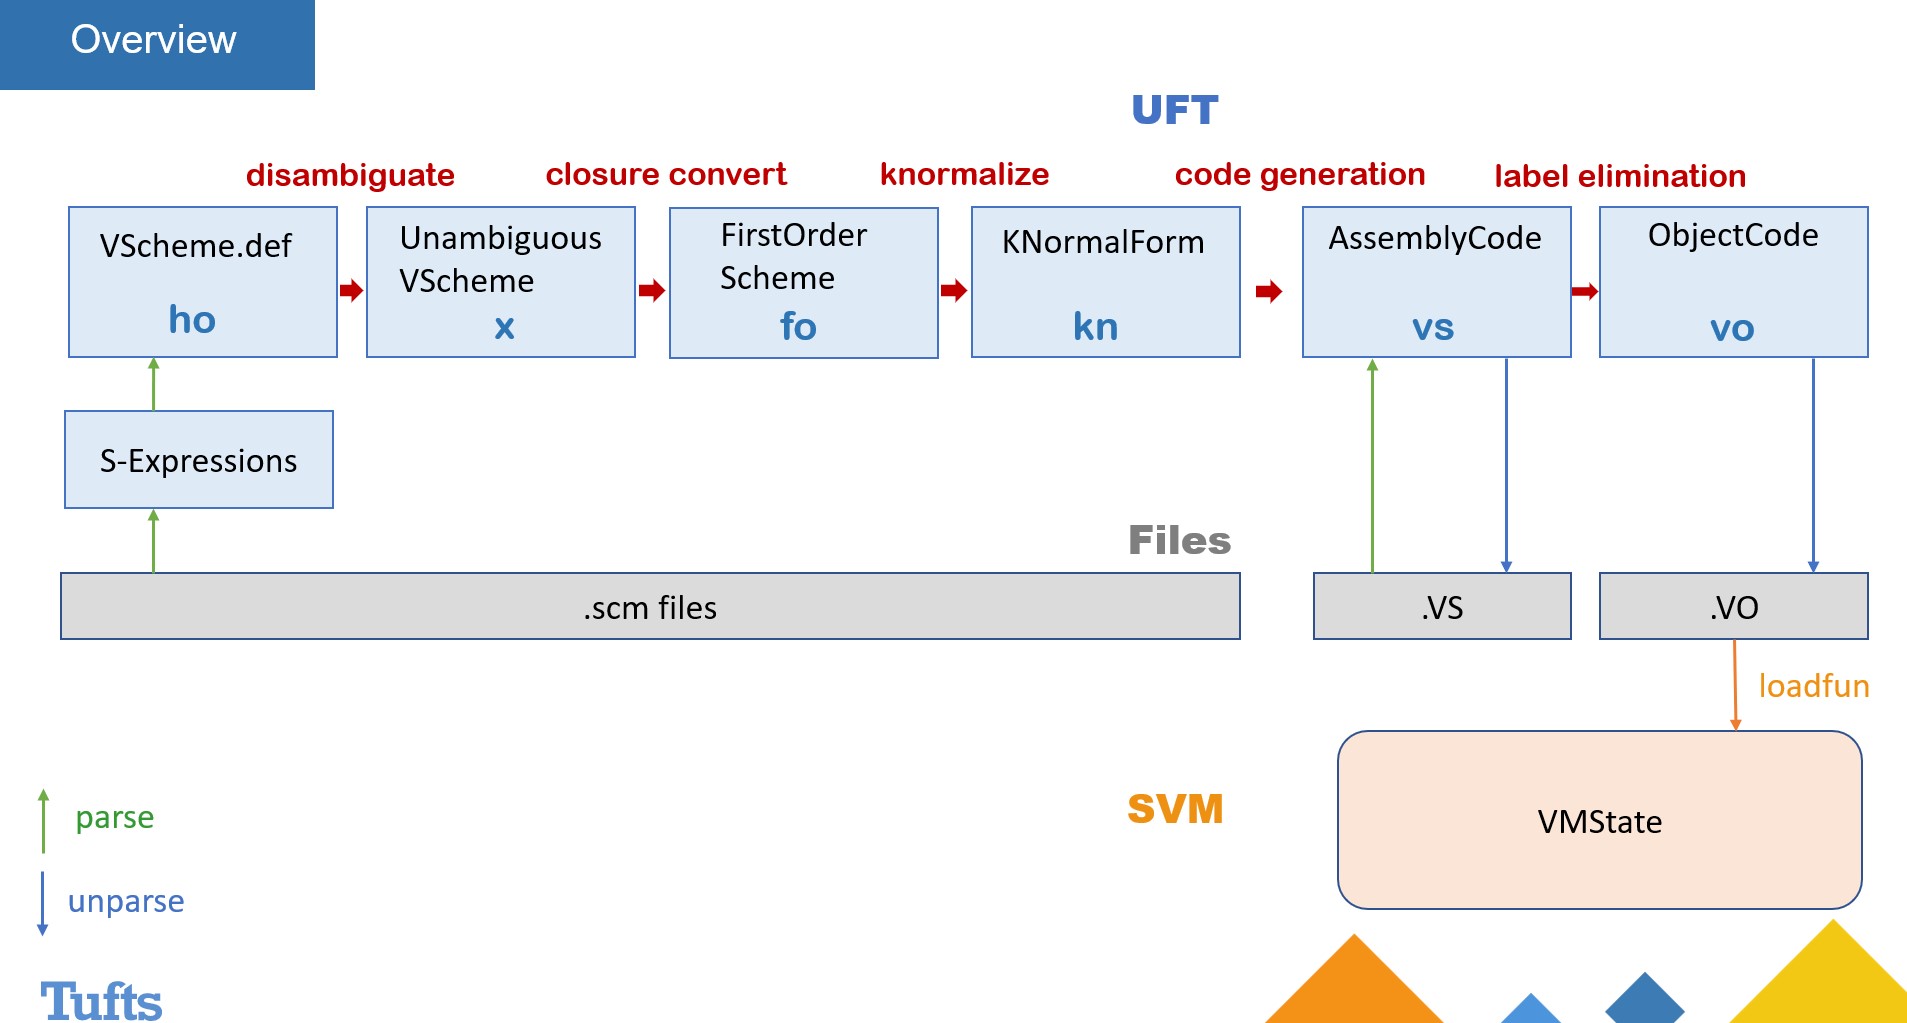 Overview
UFT
disambiguate
closure convert
knormalize
code generation
label elimination
VScheme.def
ho
Unambiguous
VScheme
x
FirstOrder
Scheme
fo
KNormalForm
kn
AssemblyCode
vs
ObjectCode
vo
S-Expressions
Files
.scm files
.VS
.VO
loadfun
SVM
VMState
parse
unparse
Tufts